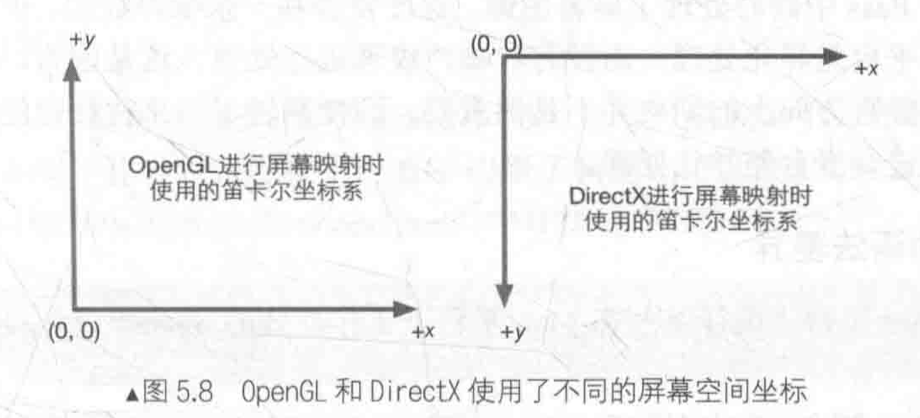 +y
OpenGL进行屏幕映射时
使用的笛卡尔坐标系
(0, 0)
+x
(0, 0)
+x
DirectX进行屏幕映射时
使用的笛卡尔坐标系
+y
▲图 5.8 OpenGL 和 DirectX 使用了不同的屏幕空间坐标